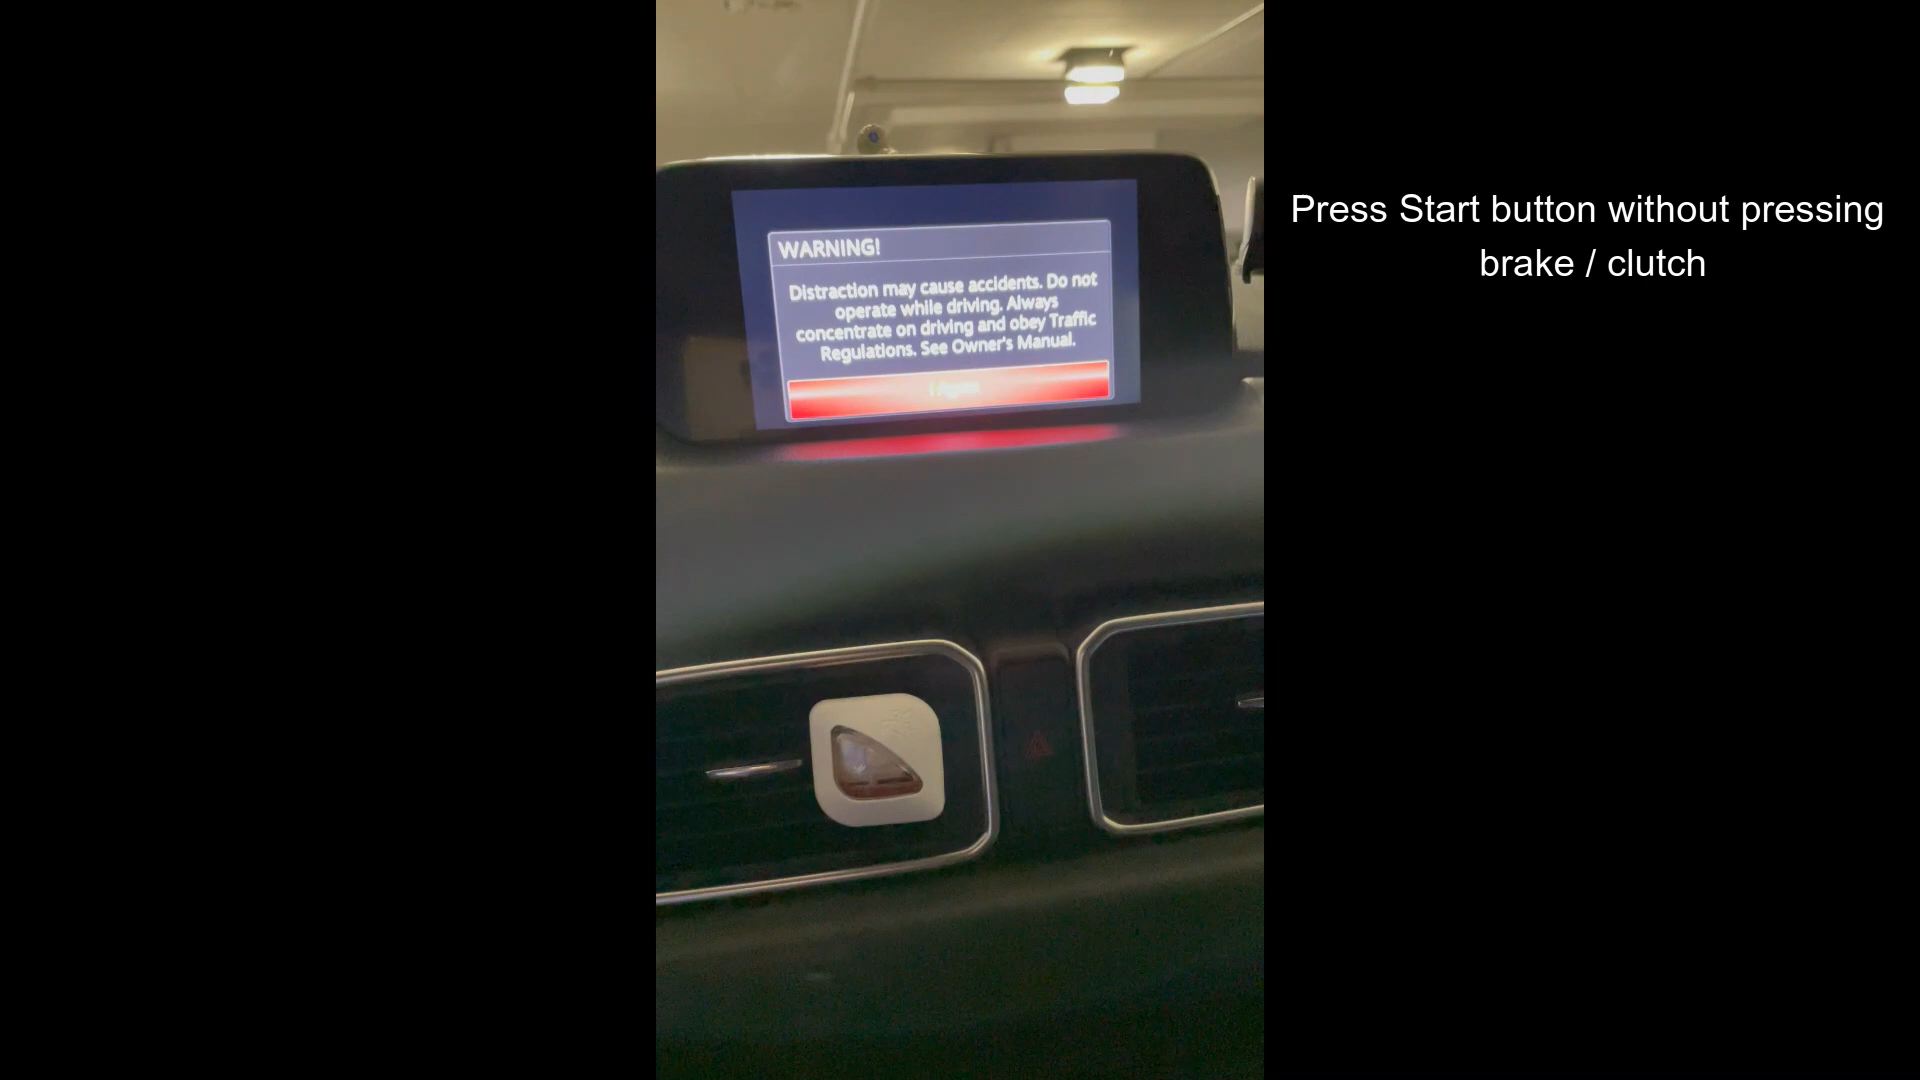 WARNING!
Distraction may cause accidents. Do not
operate while driving. Always
concentrate on driving and obey Traffic
Regulations. See Owner's Manual.
I Agree
Press Start button without pressing
brake / clutch